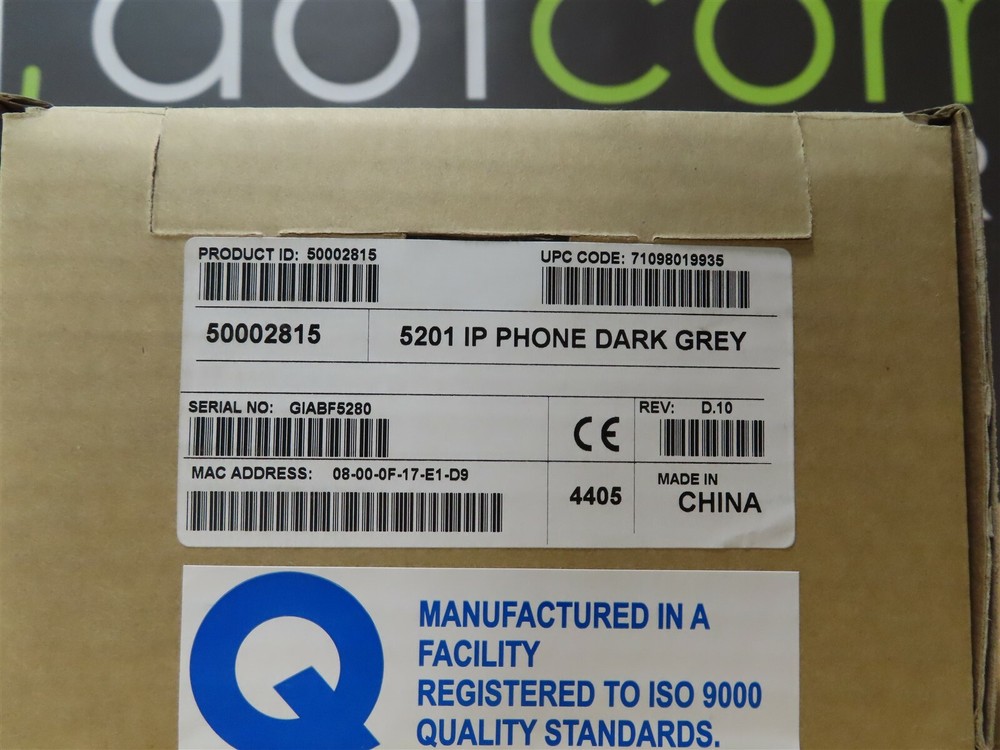 .dotcom
PRODUCT ID: 50002815
UPC CODE: 71098019935
50002815
5201 IP PHONE DARK GREY
SERIAL NO: GIABF5280
CE
REV: D.10
MAC ADDRESS: 08-00-0F-17-E1-D9
4405
MADE IN
CHINA
Q
MANUFACTURED IN A
FACILITY
REGISTERED TO ISO 9000
QUALITY STANDARDS.